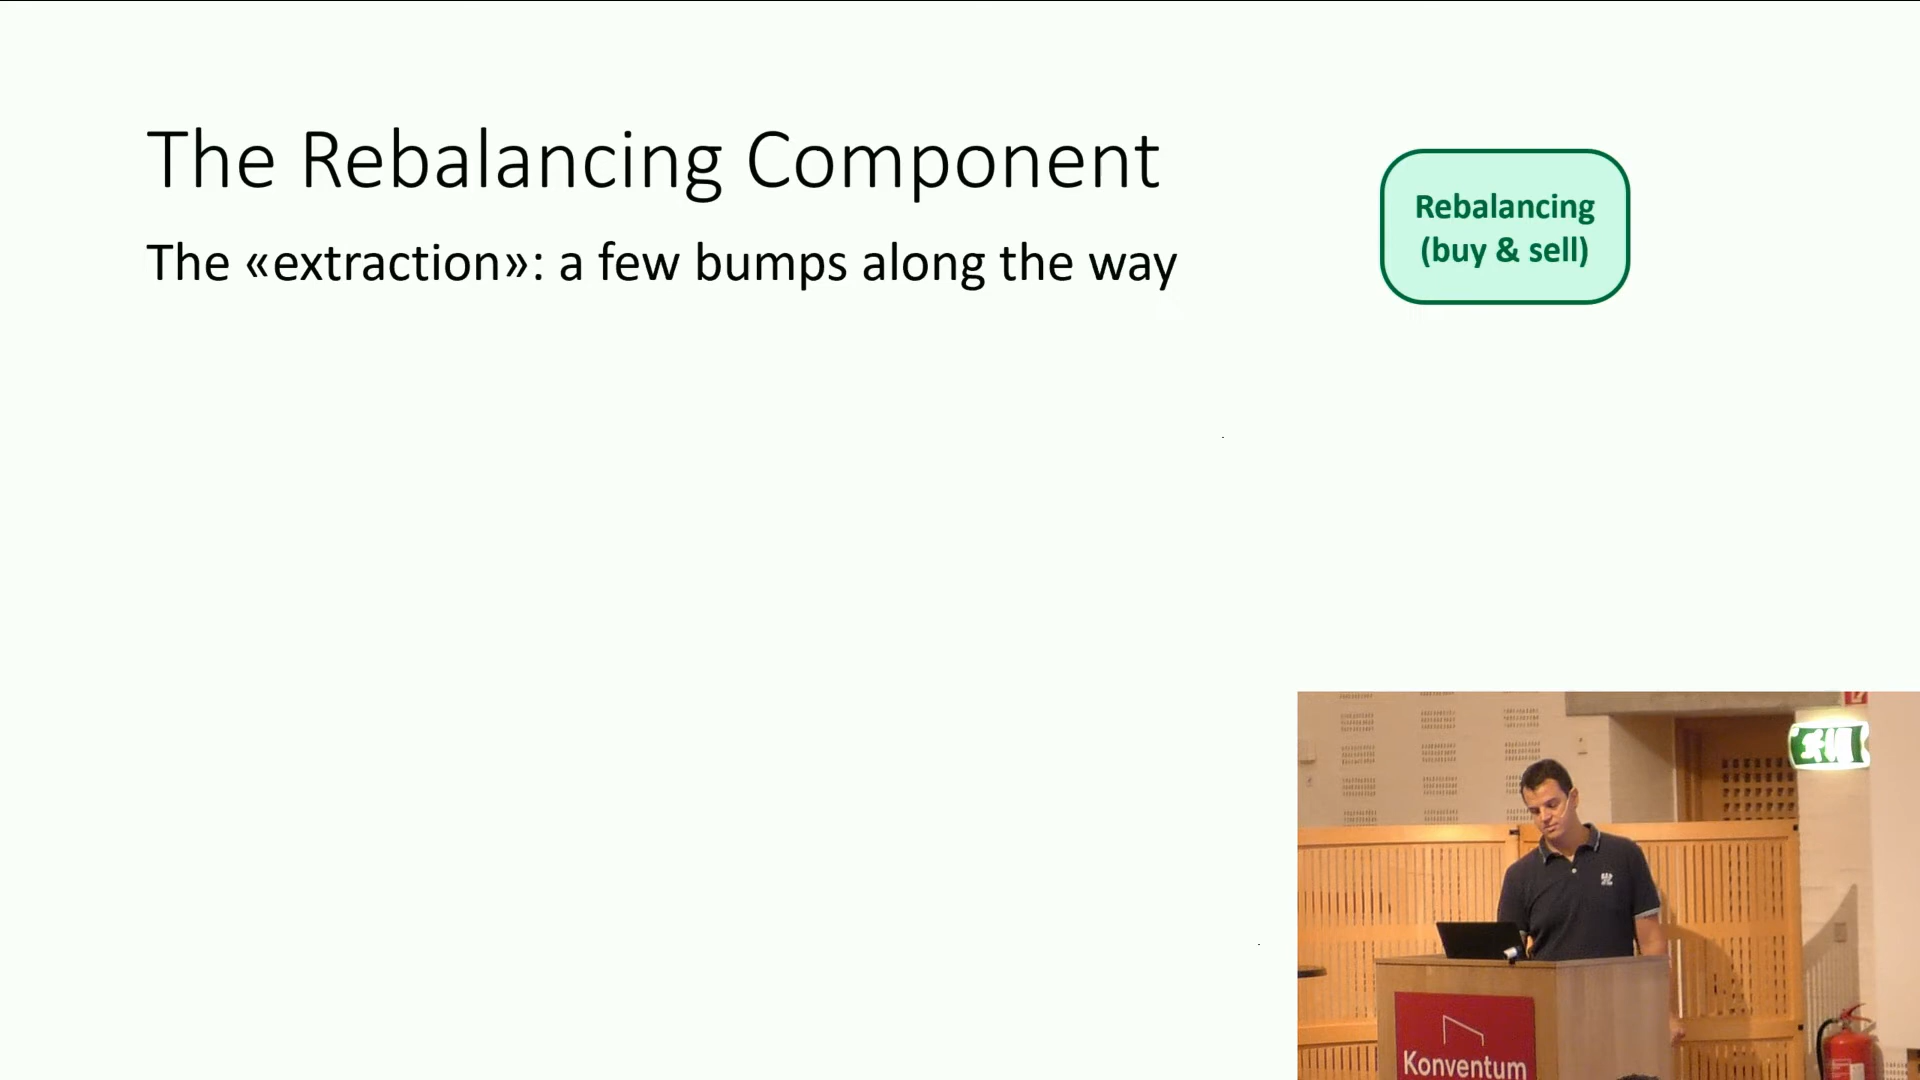 The Rebalancing Component
The «extraction»: a few bumps along the way
Rebalancing
(buy & sell)
Konventum